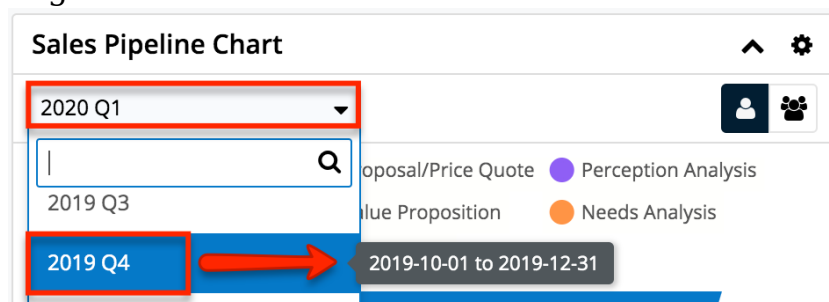 Sales Pipeline Chart
2020 Q1
oposal/Price Quote Perception Analysis
2019 Q3
lue Proposition Needs Analysis
2019 Q4 2019-10-01 to 2019-12-31